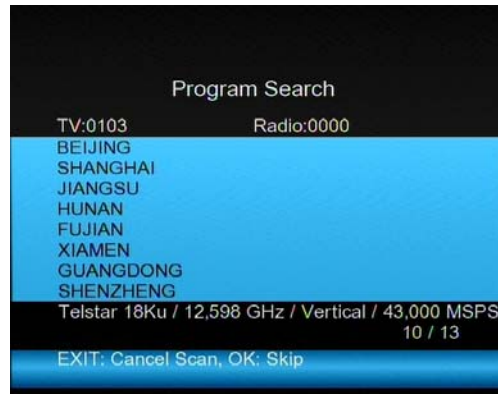 Program Search
TV:0103 Radio:0000
BEIJING
SHANGHAI
JIANGSU
HUNAN
FUJIAN
XIAMEN
GUANGDONG
SHENZHENG
Telstar 18Ku / 12,598 GHz / Vertical / 43,000 MSPS
10 / 13
EXIT: Cancel Scan, OK: Skip